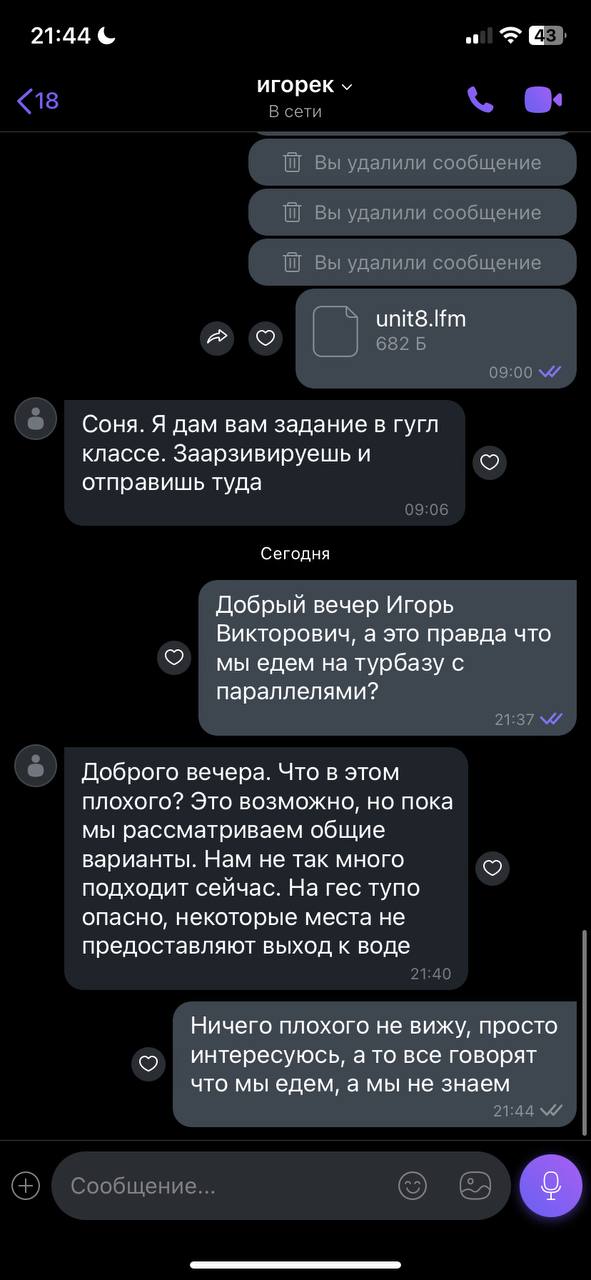 21:44
43
18
игорек
В сети
Вы удалили сообщение
Вы удалили сообщение
Вы удалили сообщение
unit8.lfm
682 Б
09:00
Соня. Я дам вам задание в гугл
классе. Заарзивируешь и
отправишь туда
09:06
Сегодня
Добрый вечер Игорь
Викторович, а это правда что
мы едем на турбазу с
параллелями?
21:37
Доброго вечера. Что в этом
плохого? Это возможно, но пока
мы рассматриваем общие
варианты. Нам не так много
подходит сейчас. На гес тупо
опасно, некоторые места не
предоставляют выход к воде
21:40
Ничего плохого не вижу, просто
интересуюсь, а то все говорят
что мы едем, а мы не знаем
21:44
Сообщение...